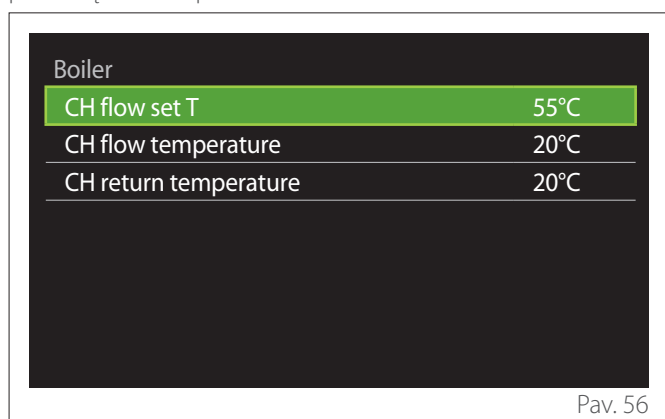 Boiler
CH flow set T 55°C
CH flow temperature 20°C
CH return temperature 20°C
Pav. 56